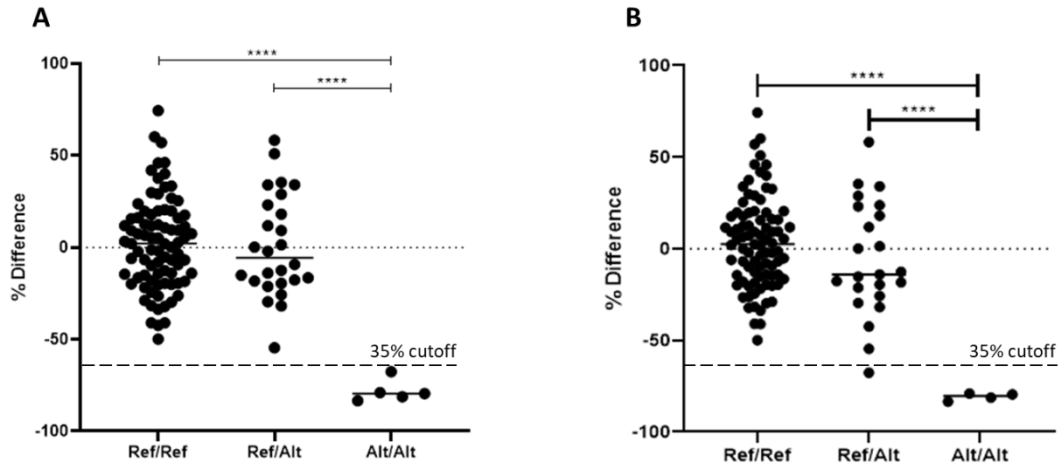 A
% Difference
100
50
0
-50
-100
****
****
35% cutoff
Ref/Ref
Ref/Alt
Alt/Alt
B
% Difference
100
50
0
-50
-100
****
****
35% cutoff
Ref/Ref
Ref/Alt
Alt/Alt